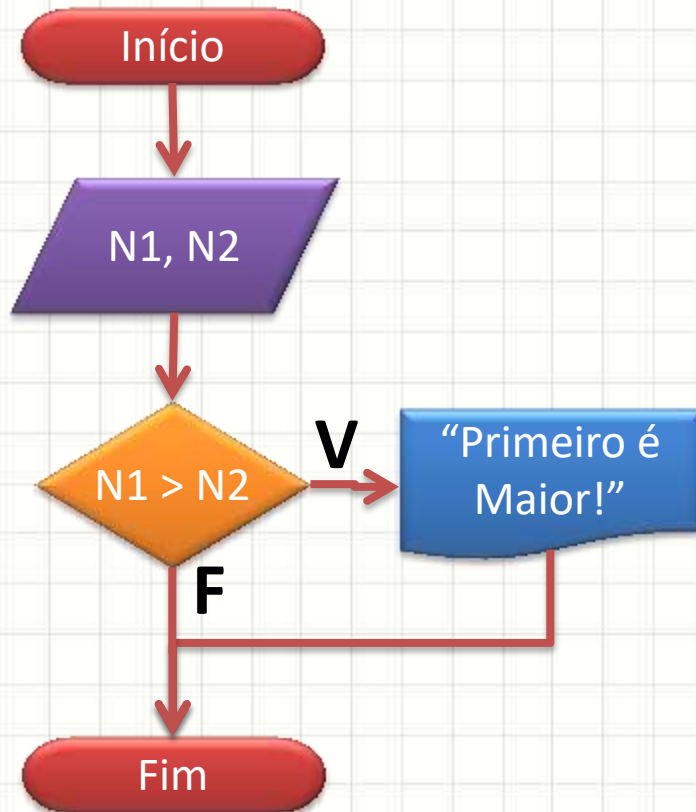 Início
N1, N2
N1 > N2
V
“Primeiro é
Maior!”
F
Fim